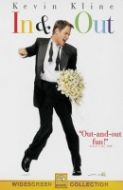 Kevin Kline
In & Out
"Out-and-out
fun!"
WIDESCREEN COLLECTION